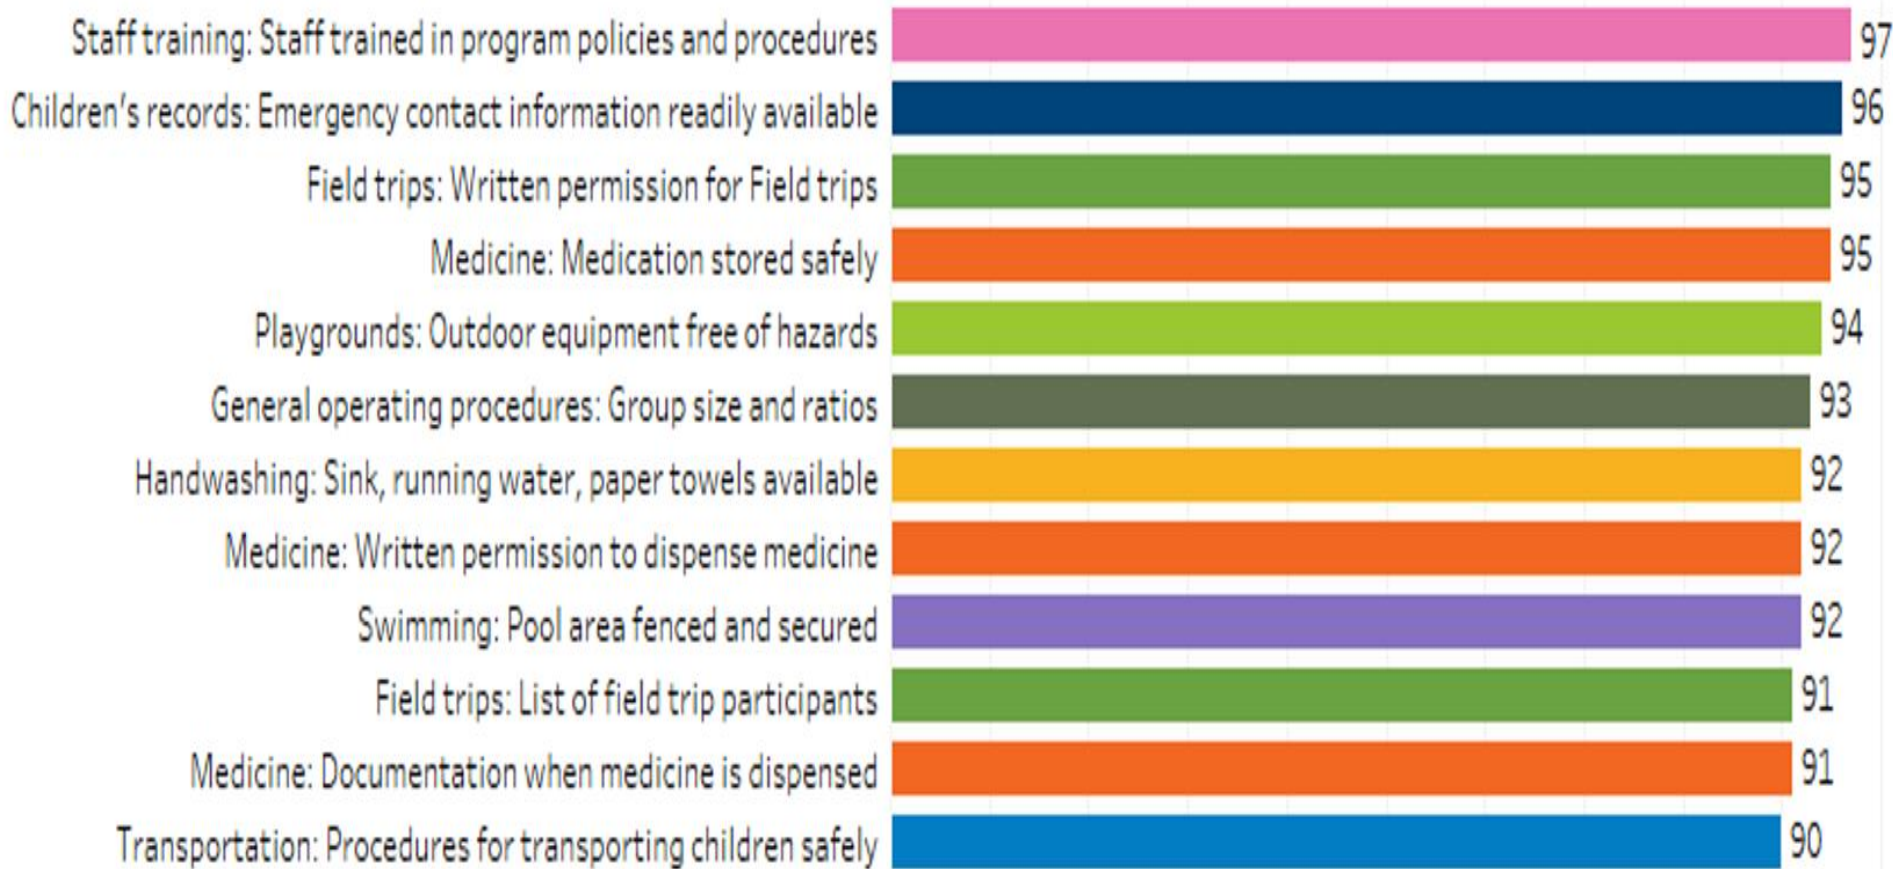 Staff training: Staff trained in program policies and procedures 97
Children's records: Emergency contact information readily available 96
Field trips: Written permission for Field trips 95
Medicine: Medication stored safely 95
Playgrounds: Outdoor equipment free of hazards 94
General operating procedures: Group size and ratios 93
Handwashing: Sink, running water, paper towels available 92
Medicine: Written permission to dispense medicine 92
Swimming: Pool area fenced and secured 92
Field trips: List of field trip participants 91
Medicine: Documentation when medicine is dispensed 91
Transportation: Procedures for transporting children safely 90